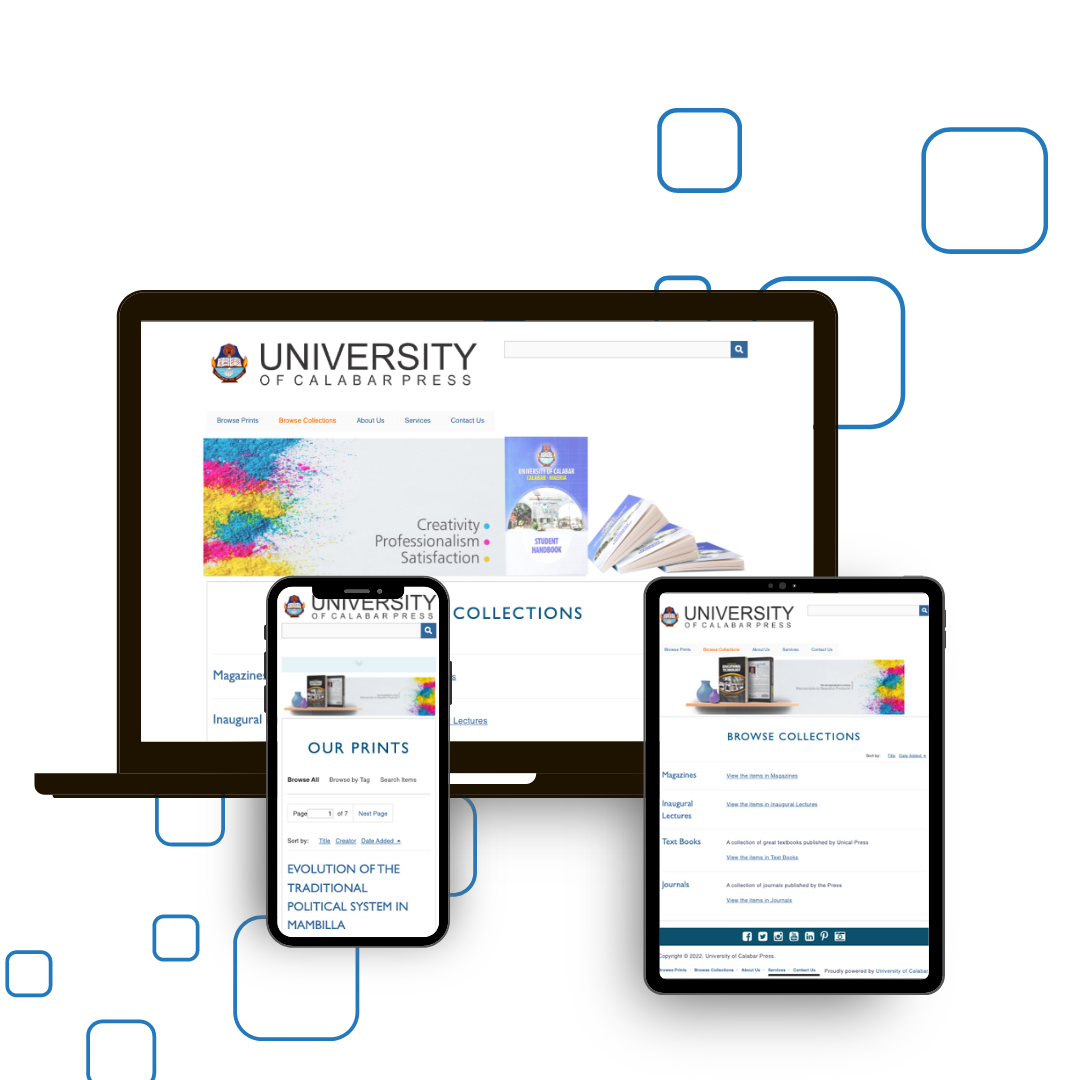 UNIVERSITY
OF CALABAR PRESS
Browse Prints Browse Collections About Us Services Contact Us
Creativity
Professionalism
Satisfaction
UNIVERSITY OF CALABAR
CALABAR - NIGERIA
STUDENT
HANDBOOK
COLLECTIONS
Magazines
Inaugural
Lectures
UNIVERSITY
OF CALABAR PRESS
OUR PRINTS
Browse All Browse by Tag Search Items
Page 1 of 7 Next Page
Sort by: Title Creator Date Added
EVOLUTION OF THE
TRADITIONAL
POLITICAL SYSTEM IN
MAMBILLA
UNIVERSITY
OF CALABAR PRESS
Browse Prints Browse Collections About Us Services Contact Us
BROWSE COLLECTIONS
Sort by: Title Date Added
Magazines View the items in Magazines
Inaugural View the items in Inaugural Lectures
Lectures
Text Books A collection of great textbooks published by Unical Press
View the items in Text Books
Journals A collection of journals published by the Press
View the items in Journals
Copyright © 2022. University of Calabar Press.
Browse Prints - Browse Collections - About Us - Services - Contact Us Proudly powered by University of Calabar